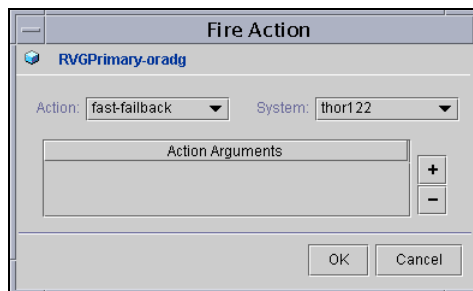 Fire Action
RVGPrimary-oradg
Action: fast-failback System: thor122
Action Arguments
+
−
OK Cancel